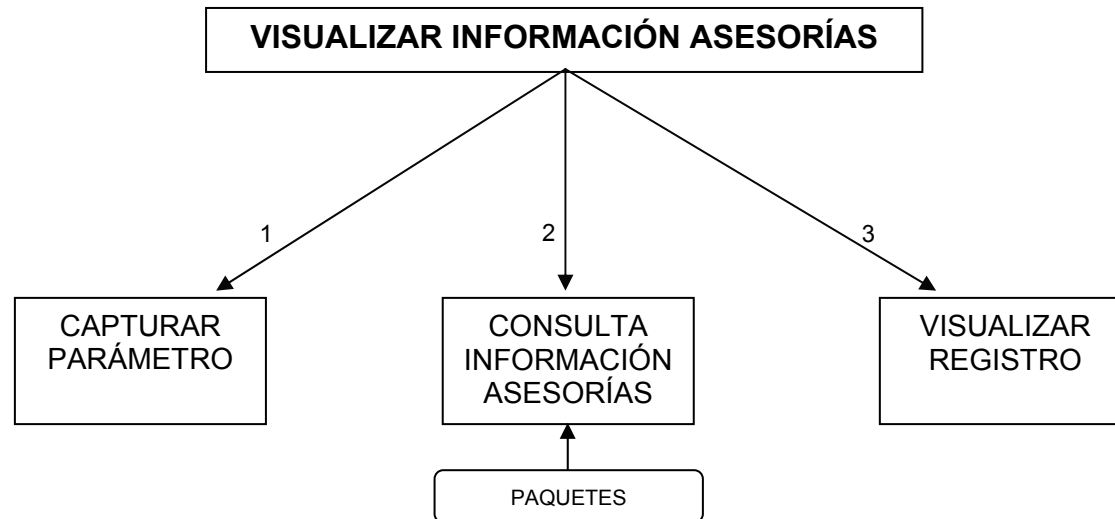 VISUALIZAR INFORMACIÓN ASESORÍAS
1
2
3
CAPTURAR
PARÁMETRO
CONSULTA
INFORMACIÓN
ASESORÍAS
VISUALIZAR
REGISTRO
PAQUETES